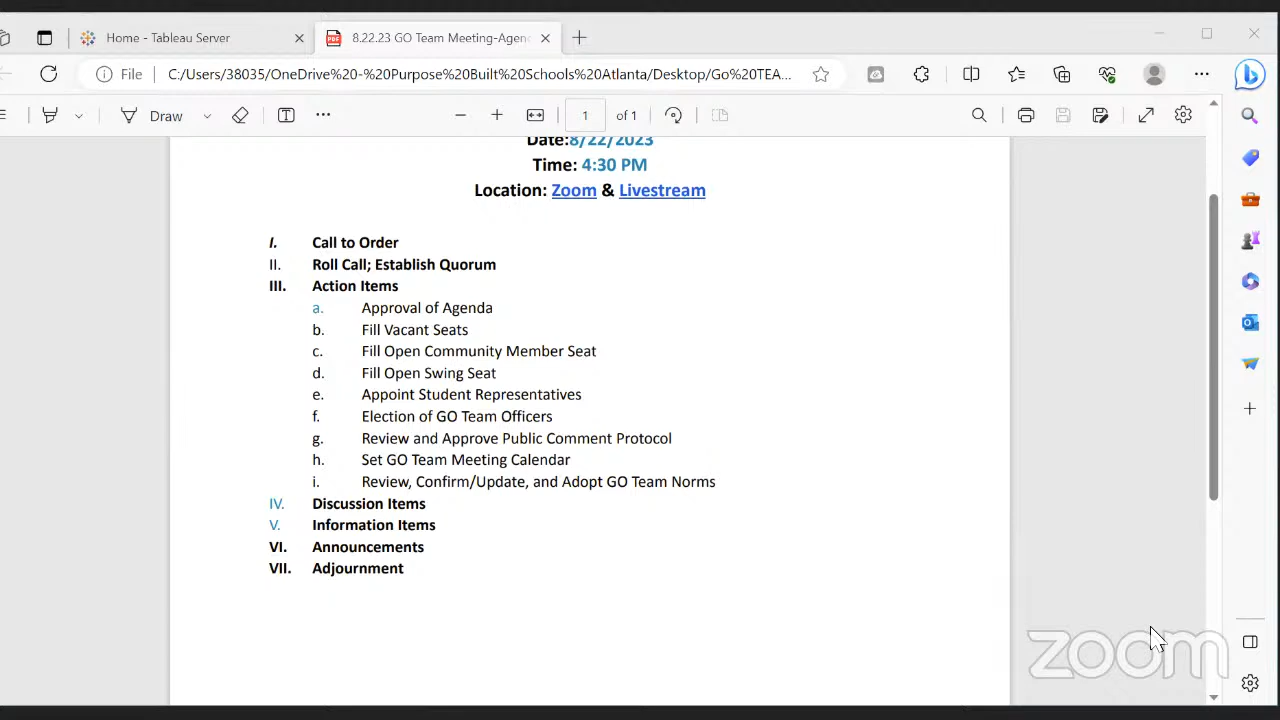 Home - Tableau Server
8.22.23 GO Team Meeting-Agen
File
C:/Users/38035/OneDrive%20-%20Purpose%20Built%20Schools%20Atlanta/Desktop/Go%20TEA...
Draw
1 of 1
Date:8/22/2023
Time: 4:30 PM
Location: Zoom & Livestream
I. Call to Order
II. Roll Call; Establish Quorum
III. Action Items
a. Approval of Agenda
b. Fill Vacant Seats
c. Fill Open Community Member Seat
d. Fill Open Swing Seat
e. Appoint Student Representatives
f. Election of GO Team Officers
g. Review and Approve Public Comment Protocol
h. Set GO Team Meeting Calendar
i. Review, Confirm/Update, and Adopt GO Team Norms
IV. Discussion Items
V. Information Items
VI. Announcements
VII. Adjournment
zoom